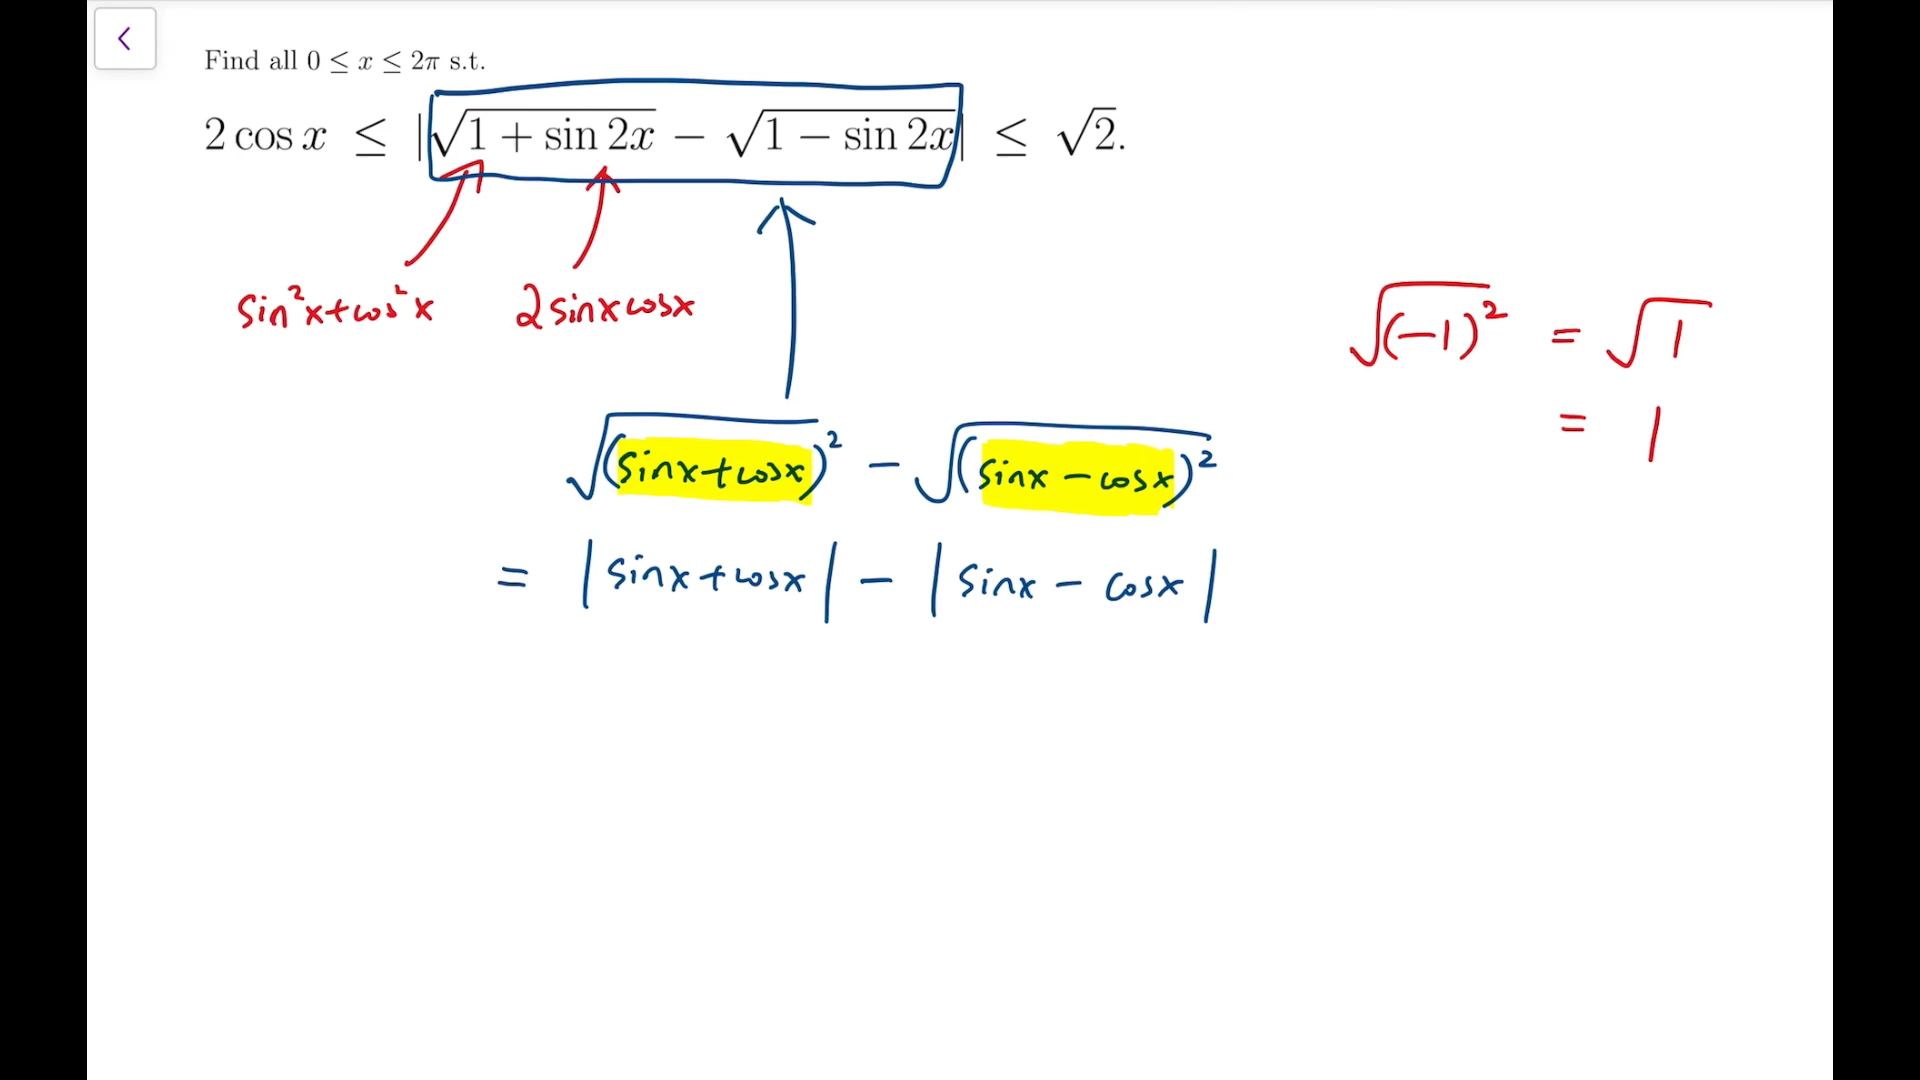 Find all 0 ≤ x ≤ 2π s.t.
2 cos x ≤ |√(1 + sin 2x) − √(1 − sin 2x)| ≤ √2.
sin²x+cos²x 2sinxcosx
√(-1)² = √1
= 1
√(sinx+cosx)² − √(sinx − cosx)²
= |sinx+cosx| − |sinx − cosx|